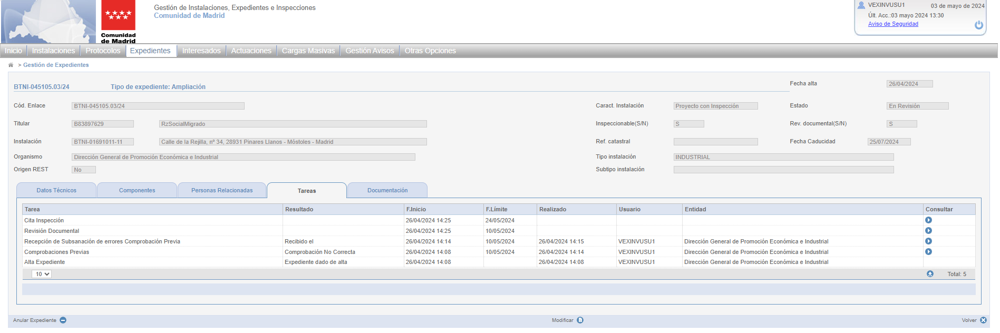 Gestión de Instalaciones, Expedientes e Inspecciones
Comunidad de Madrid
Comunidad
de Madrid
VEXINVUSU1 03 de mayo de 2024
Últ. Acc.:03 mayo 2024 13:30
Aviso de Seguridad
Inicio Instalaciones Protocolos Expedientes Interesados Actuaciones Cargas Masivas Gestión Avisos Otras Opciones
> Gestión de Expedientes
BTNI-045105.03/24 Tipo de expediente: Ampliación Fecha alta 26/04/2024
Cód. Enlace BTNI-045105.03/24 Caract. Instalación Proyecto con Inspección Estado En Revisión
Titular B83897629 RzSocialMigrado Inspeccionable(S/N) S Rev. documental(S/N) S
Instalación BTNI-01691011-11 Calle de la Rejilla, nº 34, 28931 Pinares Llanos - Móstoles - Madrid Ref. catastral Fecha Caducidad 25/07/2024
Organismo Dirección General de Promoción Económica e Industrial Tipo instalación INDUSTRIAL
Origen REST No Subtipo instalación
Datos Técnicos Componentes Personas Relacionadas Tareas Documentación
Tarea Resultado F.Inicio F.Límite Realizado Usuario Entidad Consultar
Cita Inspección 26/04/2024 14:25 24/05/2024
Revisión Documental 26/04/2024 14:25 10/05/2024
Recepción de Subsanación de errores Comprobación Previa Recibido el 26/04/2024 14:14 10/05/2024 26/04/2024 14:15 VEXINVUSU1 Dirección General de Promoción Económica e Industrial
Comprobaciones Previas Comprobación No Correcta 26/04/2024 14:08 10/05/2024 26/04/2024 14:14 VEXINVUSU1 Dirección General de Promoción Económica e Industrial
Alta Expediente Expediente dado de alta 26/04/2024 14:08 26/04/2024 14:08 VEXINVUSU1 Dirección General de Promoción Económica e Industrial
10 Total: 5
Anular Expediente Modificar Volver